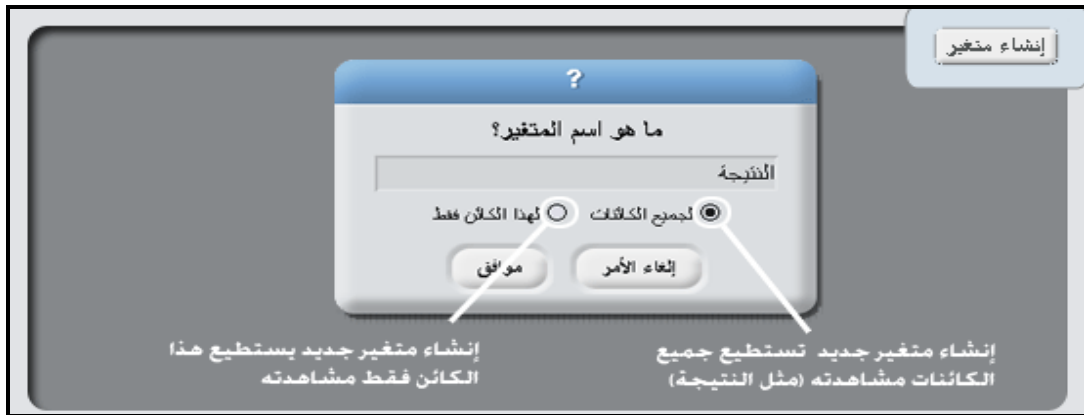 إنشاء متغير
?
ما هو اسم المتغير؟
النتيجة
لجميع الكائنات لهذا الكائن فقط
إلغاء الأمر موافق
إنشاء متغير جديد تستطيع جميع
الكائنات مشاهدته (مثل النتيجة)
إنشاء متغير جديد يستطيع هذا
الكائن فقط مشاهدته